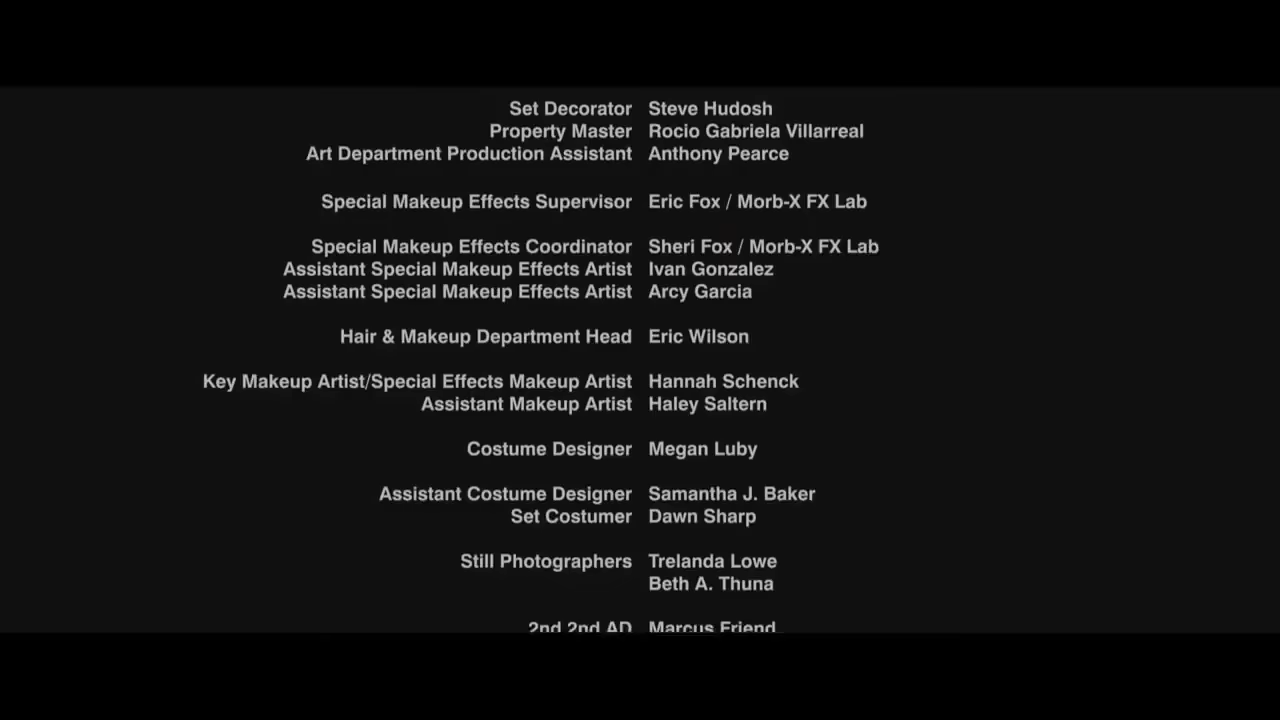 Set Decorator Steve Hudosh
Property Master Rocio Gabriela Villarreal
Art Department Production Assistant Anthony Pearce
Special Makeup Effects Supervisor Eric Fox / Morb-X FX Lab
Special Makeup Effects Coordinator Sheri Fox / Morb-X FX Lab
Assistant Special Makeup Effects Artist Ivan Gonzalez
Assistant Special Makeup Effects Artist Arcy Garcia
Hair & Makeup Department Head Eric Wilson
Key Makeup Artist/Special Effects Makeup Artist Hannah Schenck
Assistant Makeup Artist Haley Saltern
Costume Designer Megan Luby
Assistant Costume Designer Samantha J. Baker
Set Costumer Dawn Sharp
Still Photographers Trelanda Lowe
Beth A. Thuna
2nd 2nd AD Marcus Friend